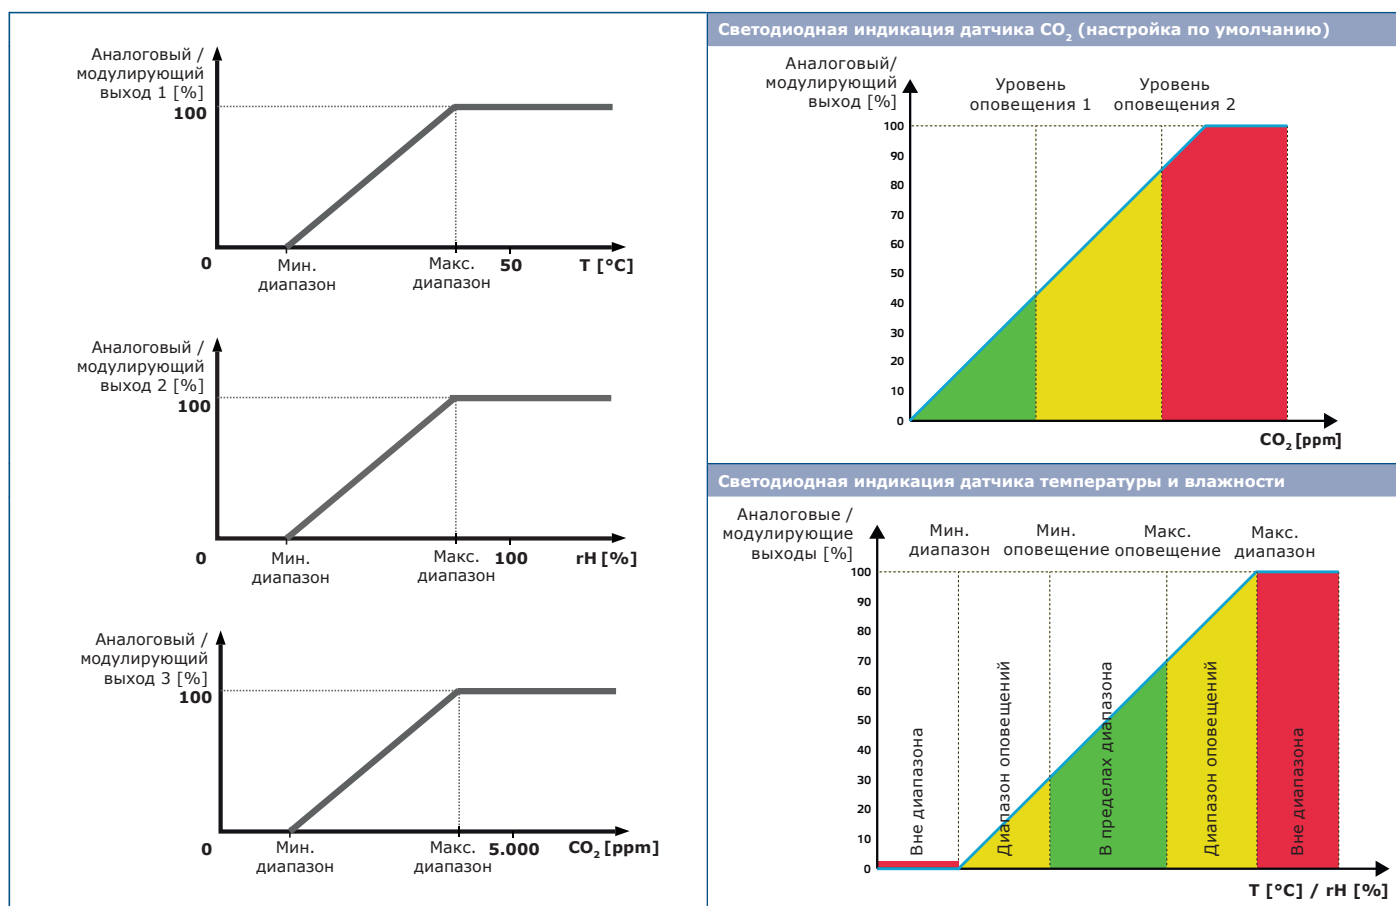 Аналоговый /
модулирующий
выход 1 [%]
100
0
Мин.
диапазон
Макс.
диапазон
50
T [°C]
Аналоговый /
модулирующий
выход 2 [%]
100
0
Мин.
диапазон
Макс.
диапазон
100
rH [%]
Аналоговый /
модулирующий
выход 3 [%]
100
0
Мин.
диапазон
Макс.
диапазон
5.000
CO₂ [ppm]
Светодиодная индикация датчика CO₂ (настройка по умолчанию)
Аналоговый/
модулирующий
выход [%]
Уровень
оповещения 1
Уровень
оповещения 2
100
90
80
70
60
50
40
30
20
10
0
CO₂ [ppm]
Светодиодная индикация датчика температуры и влажности
Аналоговые /
модулирующие
выходы [%]
Мин.
диапазон
Мин.
оповещение
Макс.
оповещение
Макс.
диапазон
100
90
80
70
60
50
40
30
20
10
0
Вне диапазона
Диапазон оповещений
В пределах диапазона
Диапазон оповещений
Вне диапазона
T [°C] / rH [%]